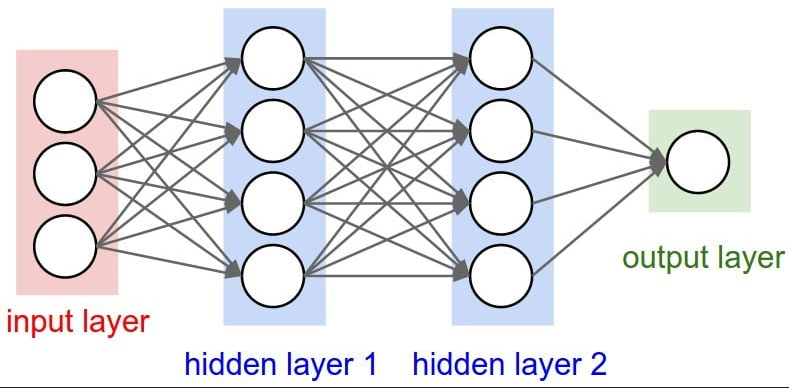 input layer
hidden layer 1
hidden layer 2
output layer